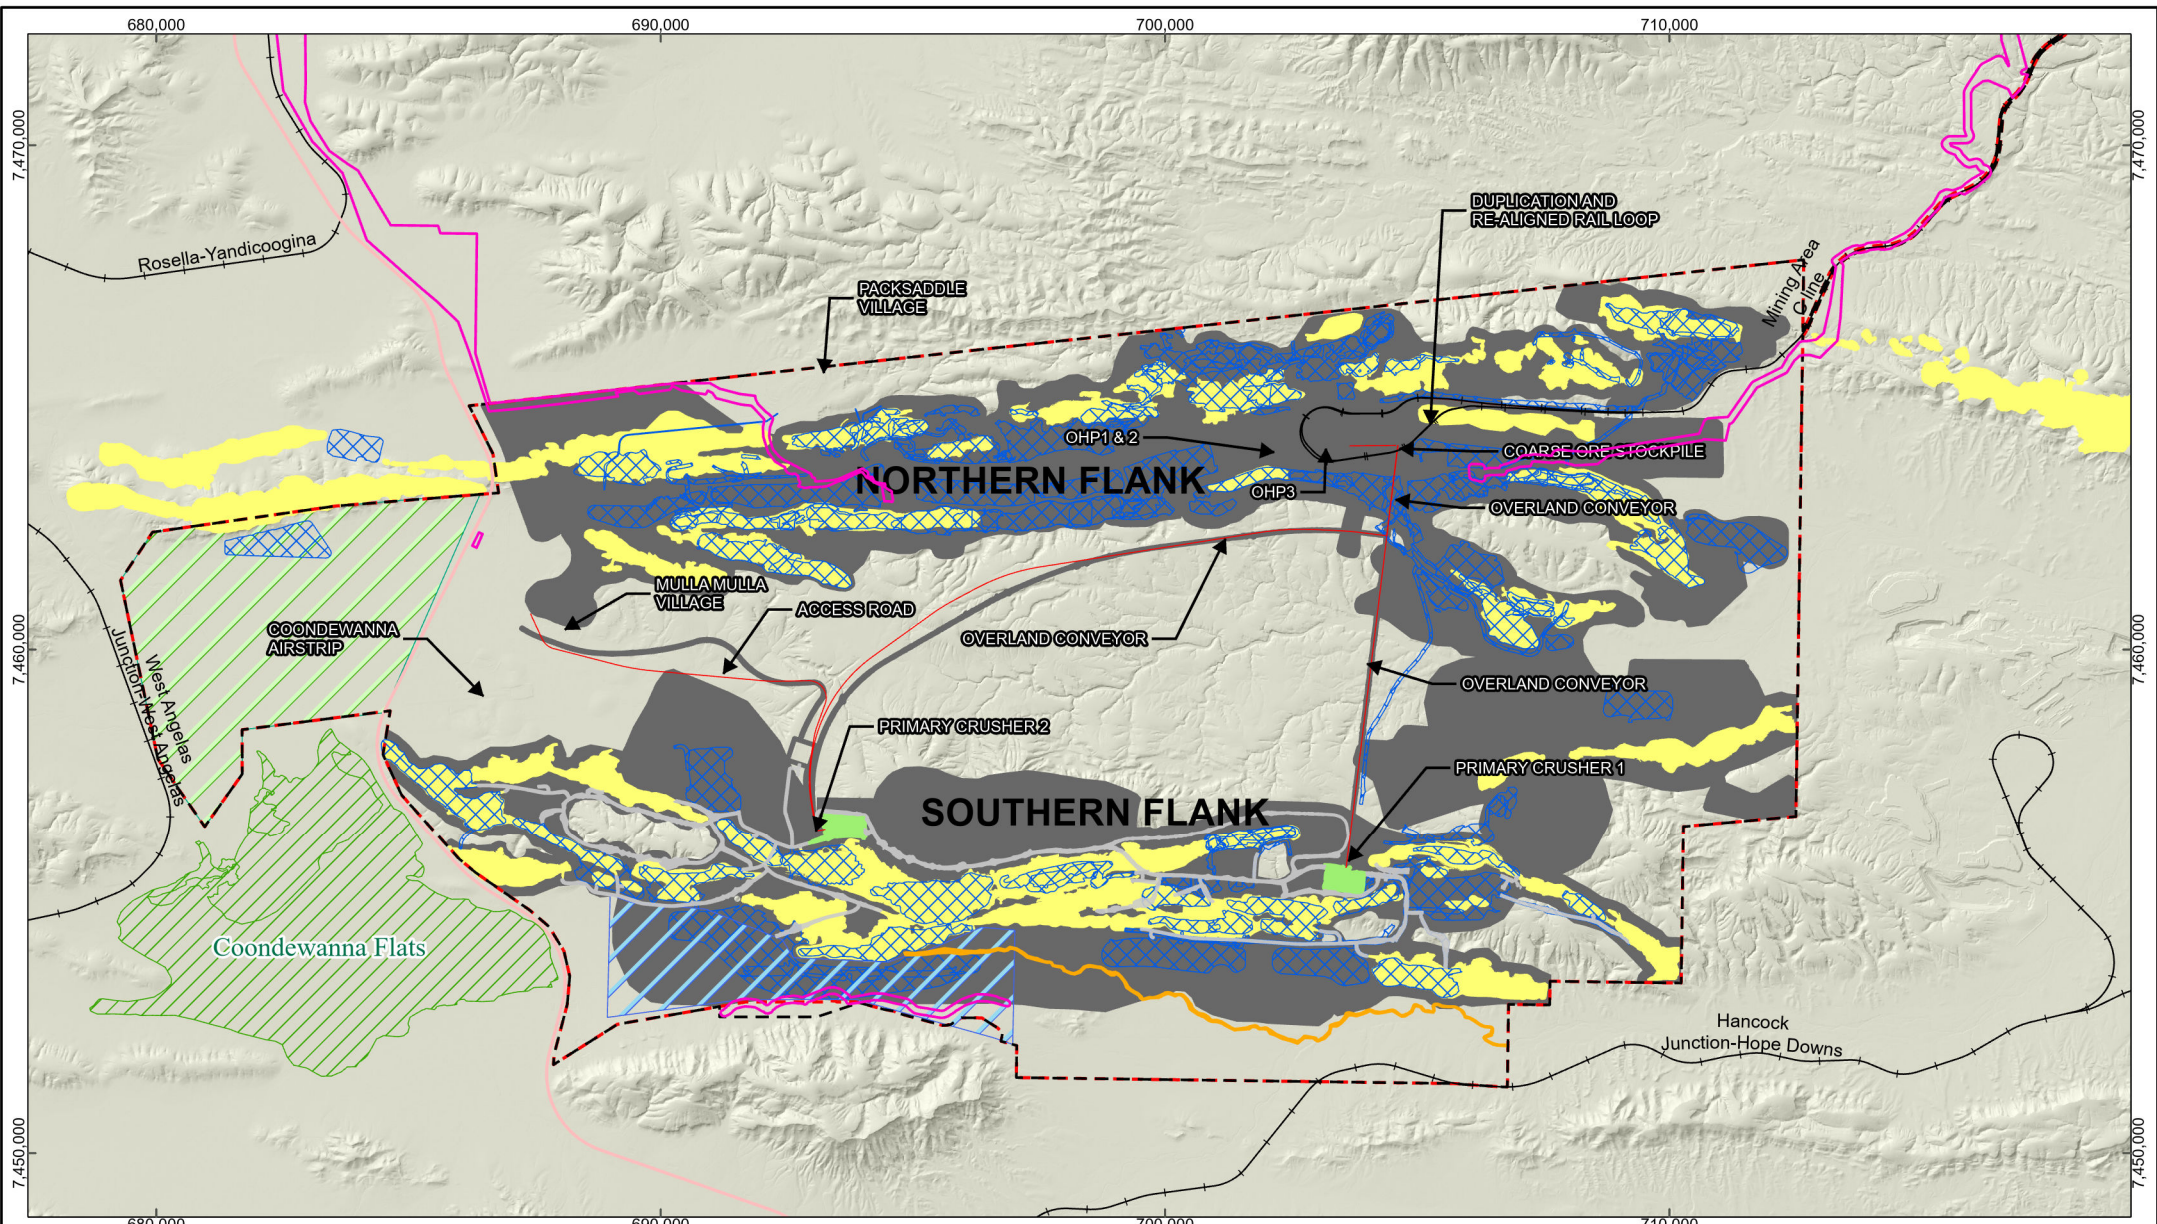 680,000
690,000
700,000
710,000
7,470,000
7,470,000
DUPLICATION AND
RE-ALIGNED RAIL LOOP
Rosella-Yandicoogina
Mining Area
C line
PACKSADDLE
VILLAGE
OHP1 & 2
COARSE ORE STOCKPILE
NORTHERN FLANK
OHP3
OVERLAND CONVEYOR
MULLA MULLA
VILLAGE
ACCESS ROAD
COONDEWANNA
AIRSTRIP
OVERLAND CONVEYOR
7,460,000
7,460,000
West Angelas
Junction-West Angelas
OVERLAND CONVEYOR
PRIMARY CRUSHER 2
PRIMARY CRUSHER 1
SOUTHERN FLANK
Coondewanna Flats
Hancock
Junction-Hope Downs
7,450,000
7,450,000
680,000
690,000
700,000
710,000